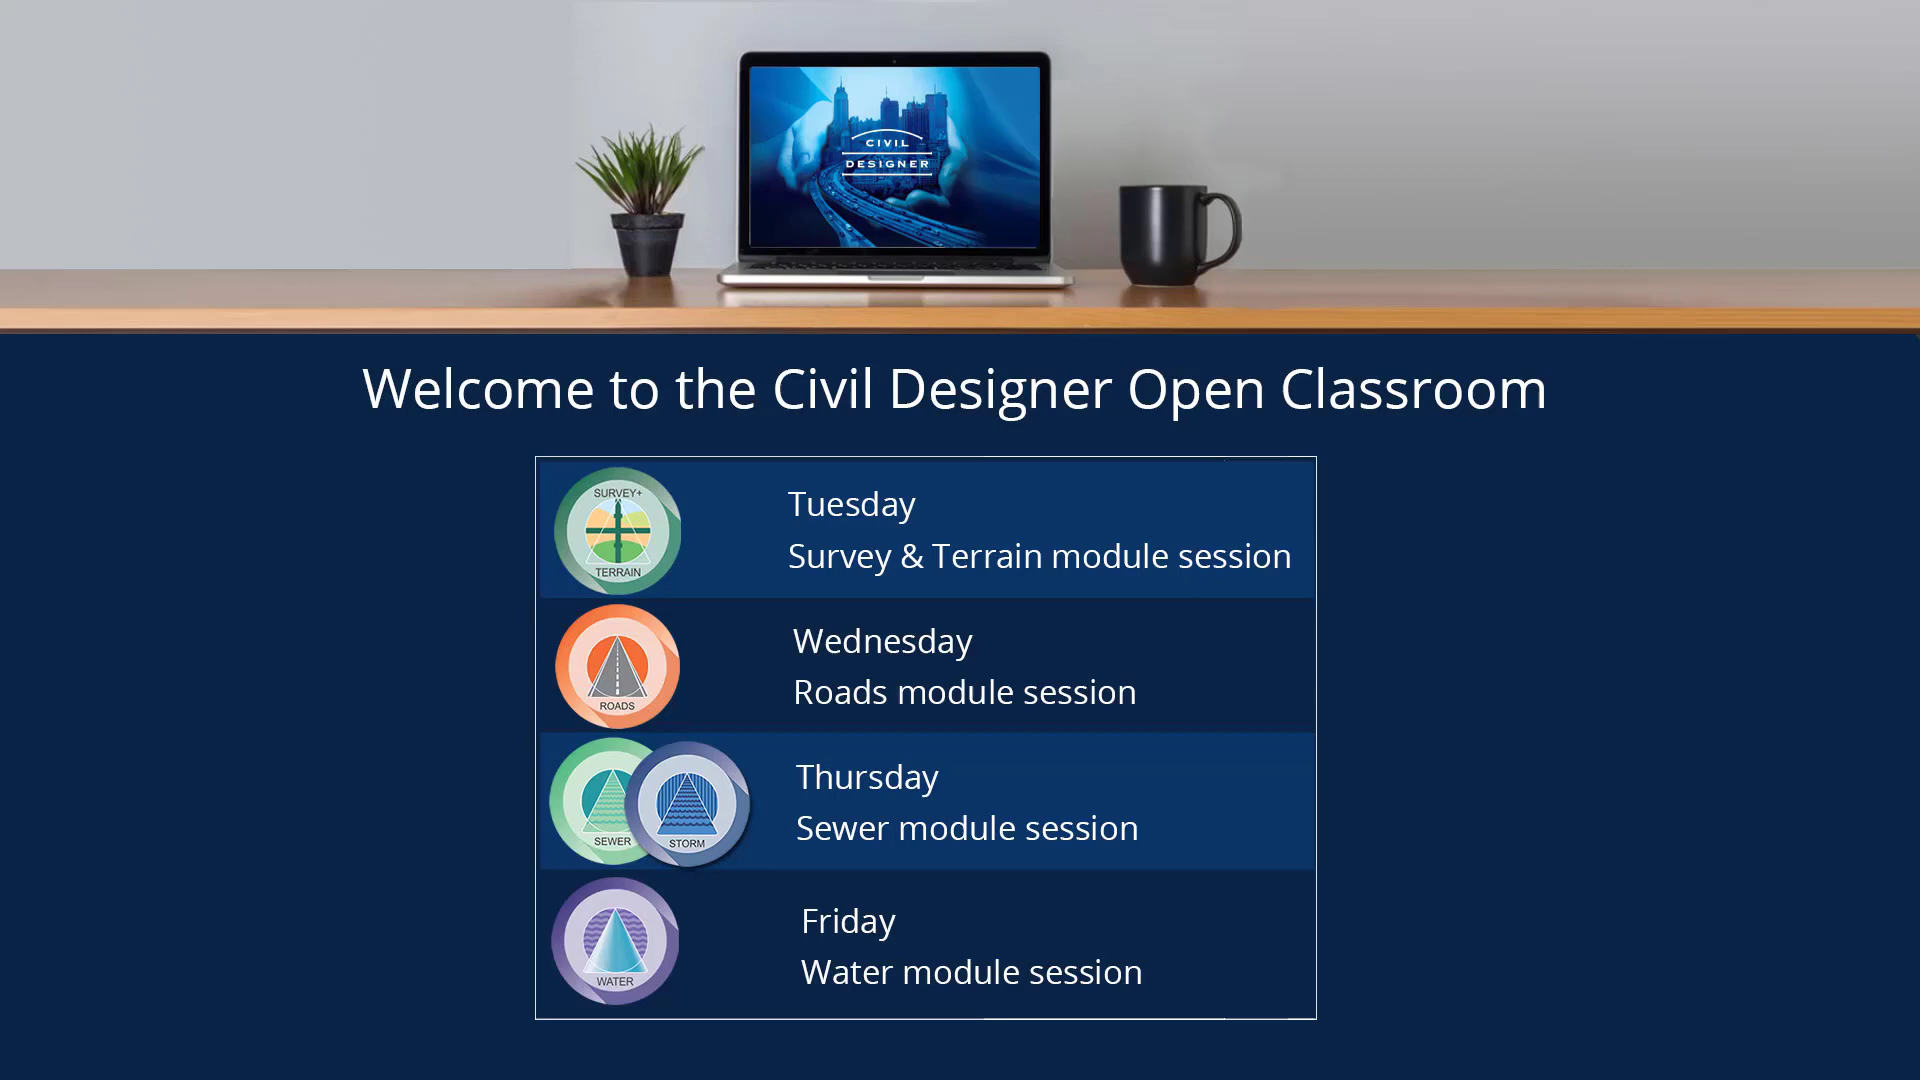 CIVIL
DESIGNER
Welcome to the Civil Designer Open Classroom
SURVEY+
TERRAIN
Tuesday
Survey & Terrain module session
ROADS
Wednesday
Roads module session
SEWER
STORM
Thursday
Sewer module session
WATER
Friday
Water module session